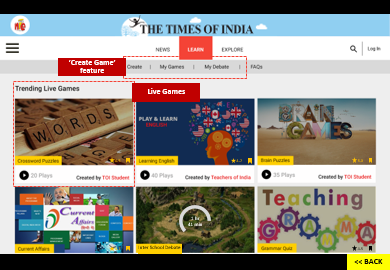 THE TIMES OF INDIA
NEWS LEARN EXPLORE
Log In
'Create Game' feature
Create | My Games | My Debate | FAQs
Live Games
Trending Live Games
WORDS
PLAY & LEARN
ENGLISH
BRAIN GAMES
Crossword Puzzles
Learning English
Brain Puzzles
20 Plays Created by TOI Student
40 Plays Created by Teachers of India
35 Plays Created by TOI Student
Current Affairs
41 min
Teaching
GRAMMAR
Current Affairs
Inter School Debate
Grammar Quiz
<< BACK